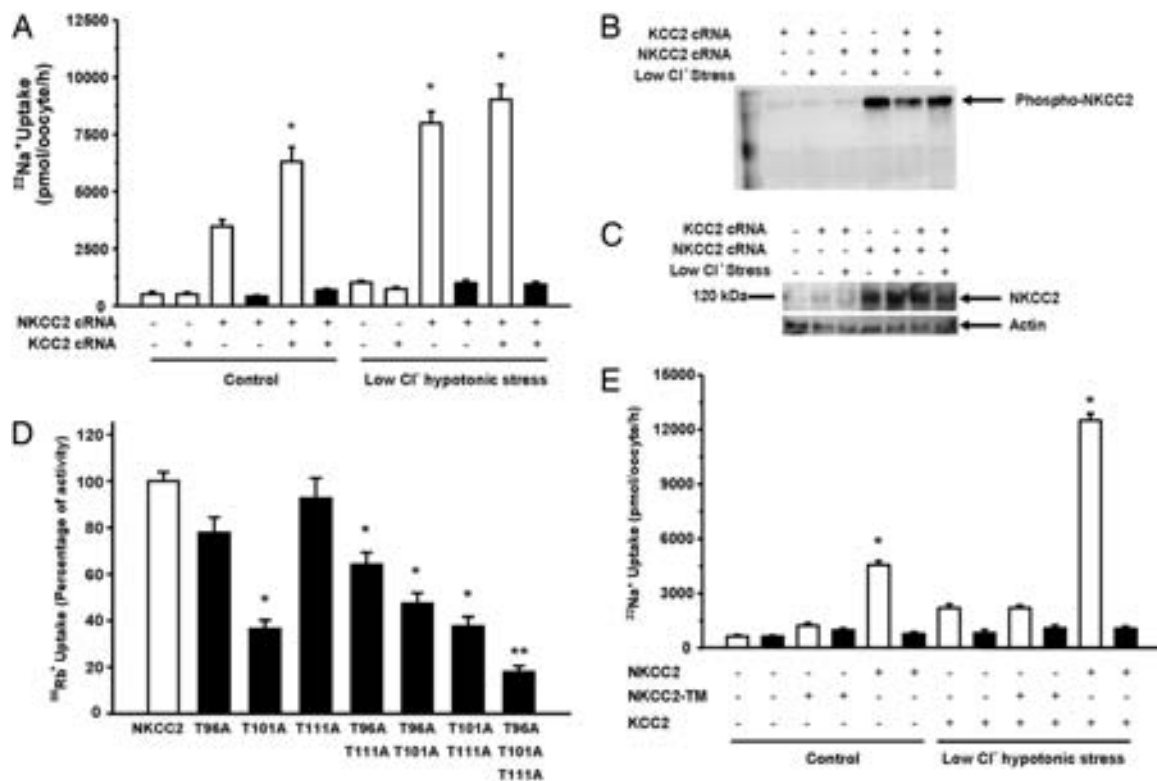 A
12500
10000
7500
5000
2500
0
²²Na⁺ Uptake
(pmol/oocyte/h)
* * *
NKCC2 cRNA - - + + + + - - + + + +
KCC2 cRNA - + - - + + - + - - + +
Control
Low Cl⁻ hypotonic stress
B
KCC2 cRNA + + - - + +
NKCC2 cRNA - - + + + +
Low Cl⁻ Stress - + - + - +
Phospho-NKCC2
C
KCC2 cRNA - + + - - + +
NKCC2 cRNA - - - + + + +
Low Cl⁻ Stress - - + - + - +
120 kDa
NKCC2
Actin
D
120
100
80
60
40
20
0
⁸⁶Rb⁺ Uptake (Percentage of activity)
* * * * **
NKCC2 T96A T101A T111A T96A T96A T101A T96A
T111A T101A T111A T101A
T111A
E
16000
12000
9000
6000
3000
0
²²Na⁺ Uptake (pmol/oocyte/h)
* *
NKCC2 - - - - + + - - - - + +
NKCC2-TM - - + + - - - - + + - -
KCC2 - - - - - - + + + + + +
Control
Low Cl⁻ hypotonic stress